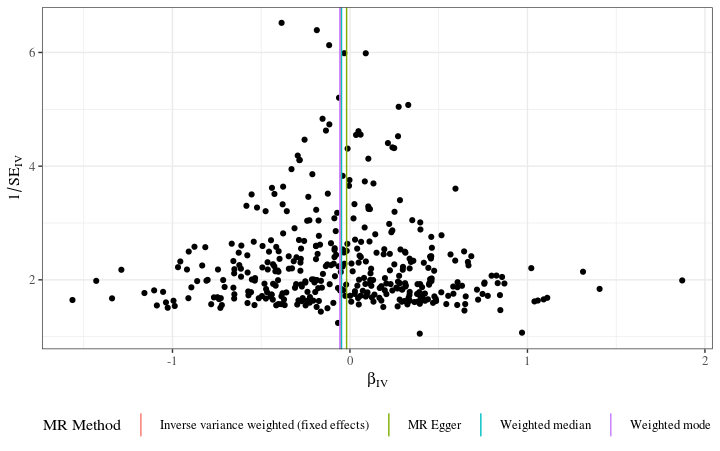 6
4
2
1/SE_IV
-1
0
1
2
β_IV
MR Method Inverse variance weighted (fixed effects) MR Egger Weighted median Weighted mode